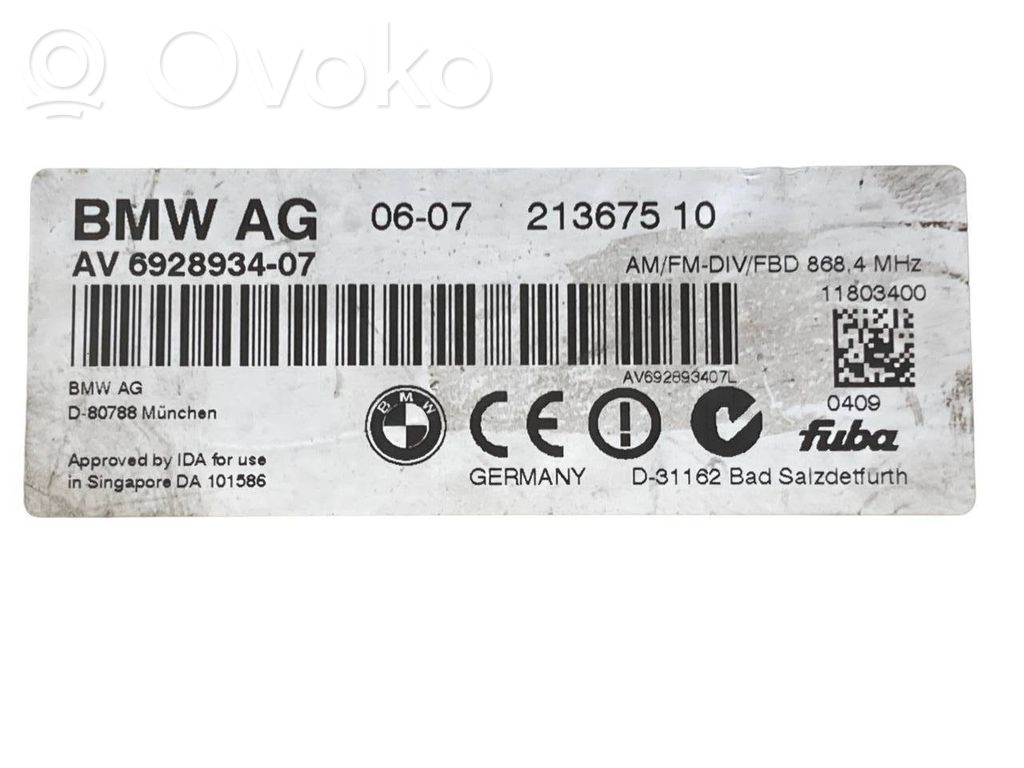 Ovoko
BMW AG 06-07 213675 10
AV 6928934-07
AM/FM-DIV/FBD 868,4 MHz
11803400
AV692893407L
BMW AG
D-80788 München
0409
BMW
CE
fuba
Approved by IDA for use
in Singapore DA 101586
GERMANY
D-31162 Bad Salzdetfurth